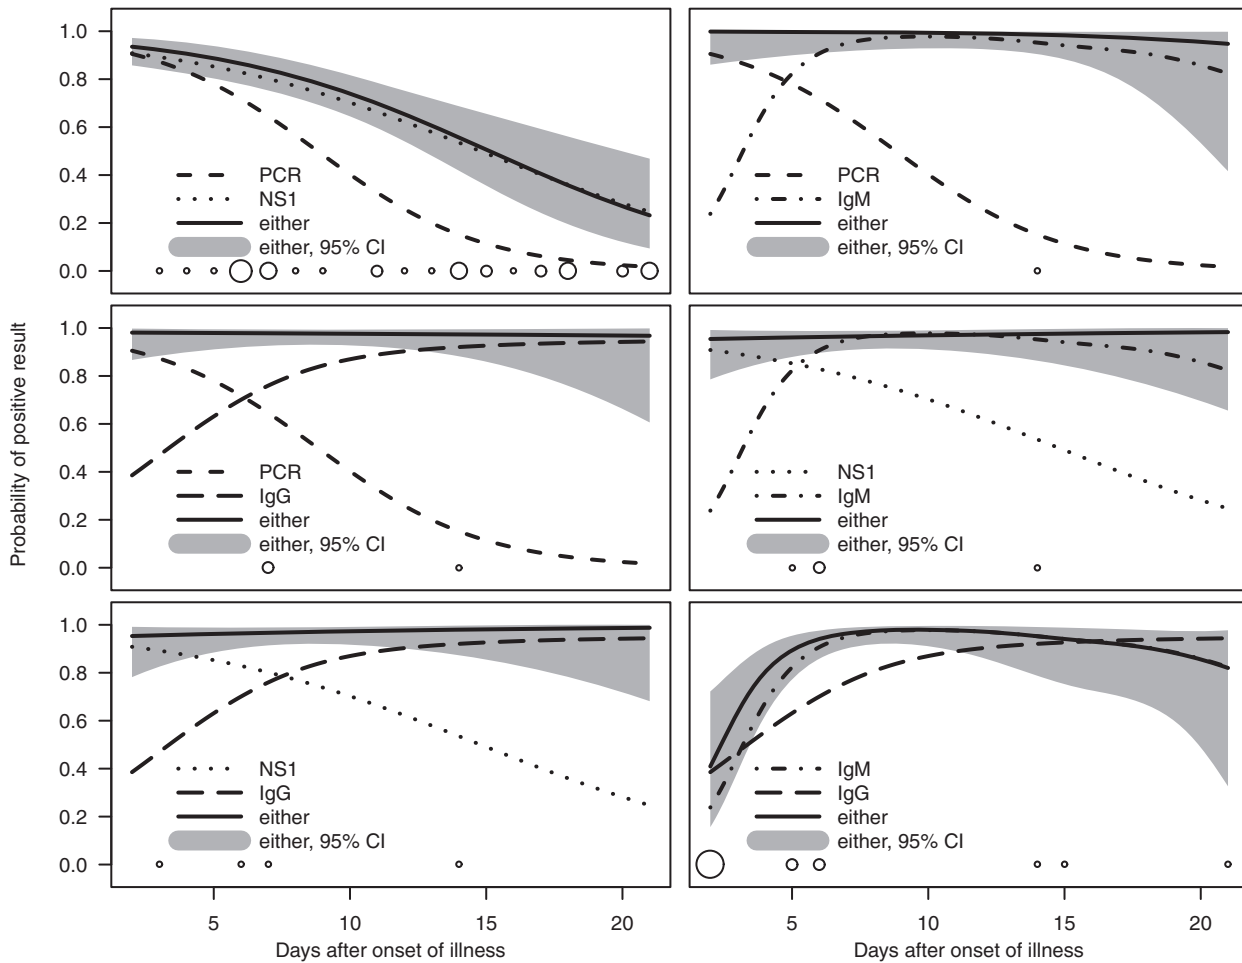 1.0
0.8
0.6
0.4
0.2
0.0
PCR
NS1
either
either, 95% CI
PCR
IgM
either
either, 95% CI
1.0
0.8
0.6
0.4
0.2
0.0
PCR
IgG
either
either, 95% CI
NS1
IgM
either
either, 95% CI
Probability of positive result
1.0
0.8
0.6
0.4
0.2
0.0
NS1
IgG
either
either, 95% CI
IgM
IgG
either
either, 95% CI
5 10 15 20
5 10 15 20
Days after onset of illness
Days after onset of illness